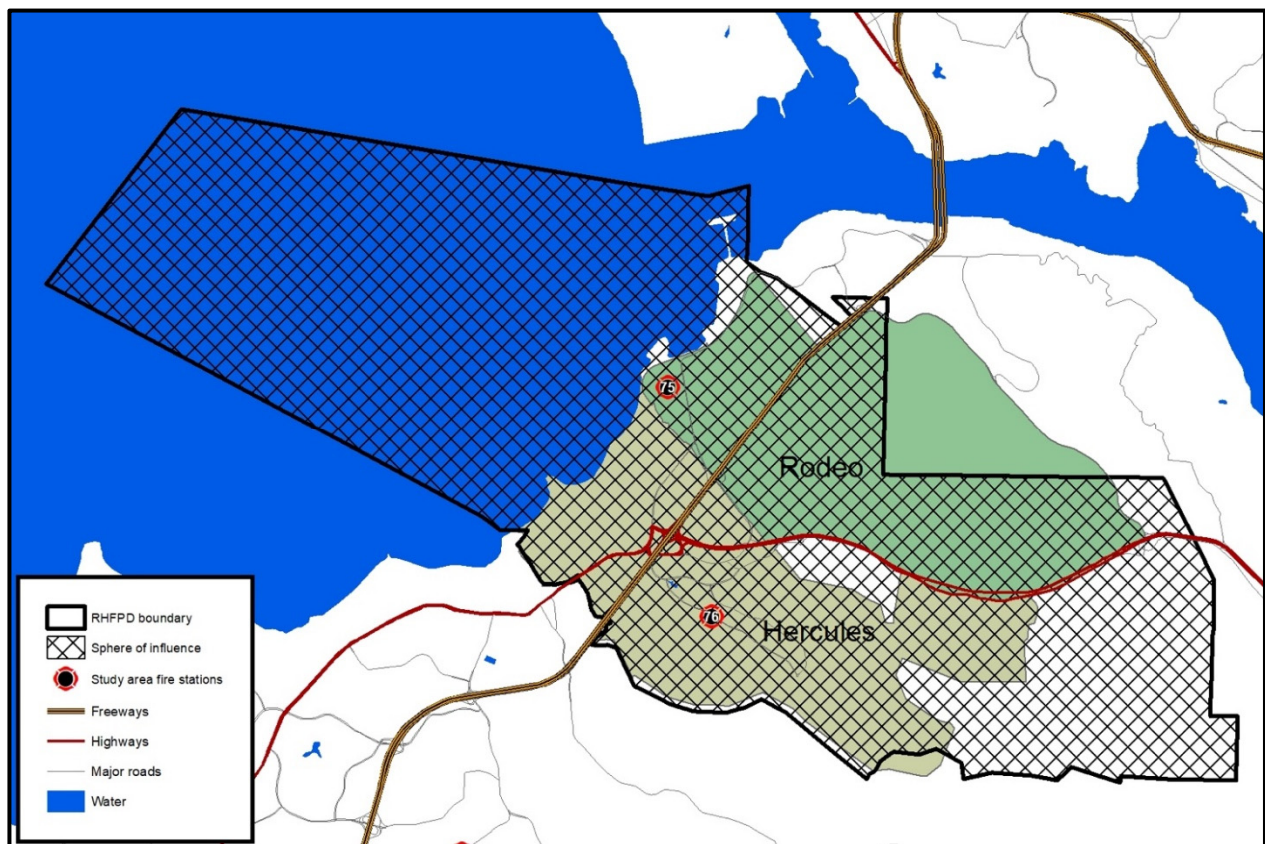 75
Rodeo
76
Hercules
RHFPD boundary
Sphere of influence
Study area fire stations
Freeways
Highways
Major roads
Water